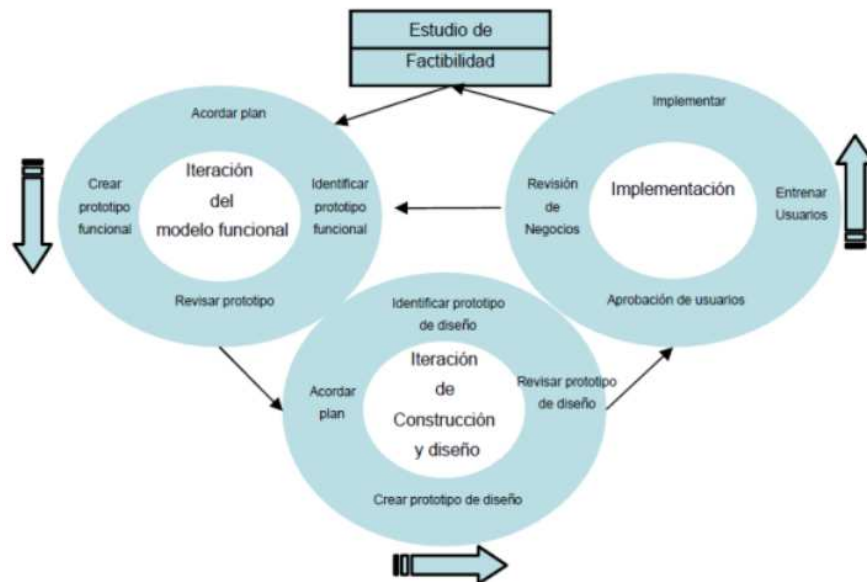 Estudio de
Factibilidad
Acordar plan
Crear
prototipo
funcional
Iteración
del
modelo funcional
Identificar
prototipo
funcional
Revisar prototipo
Implementar
Revisión
de
Negocios
Implementación
Entrenar
Usuarios
Aprobación de usuarios
Identificar prototipo
de diseño
Acordar
plan
Iteración
de
Construcción
y diseño
Revisar prototipo
de diseño
Crear prototipo de diseño